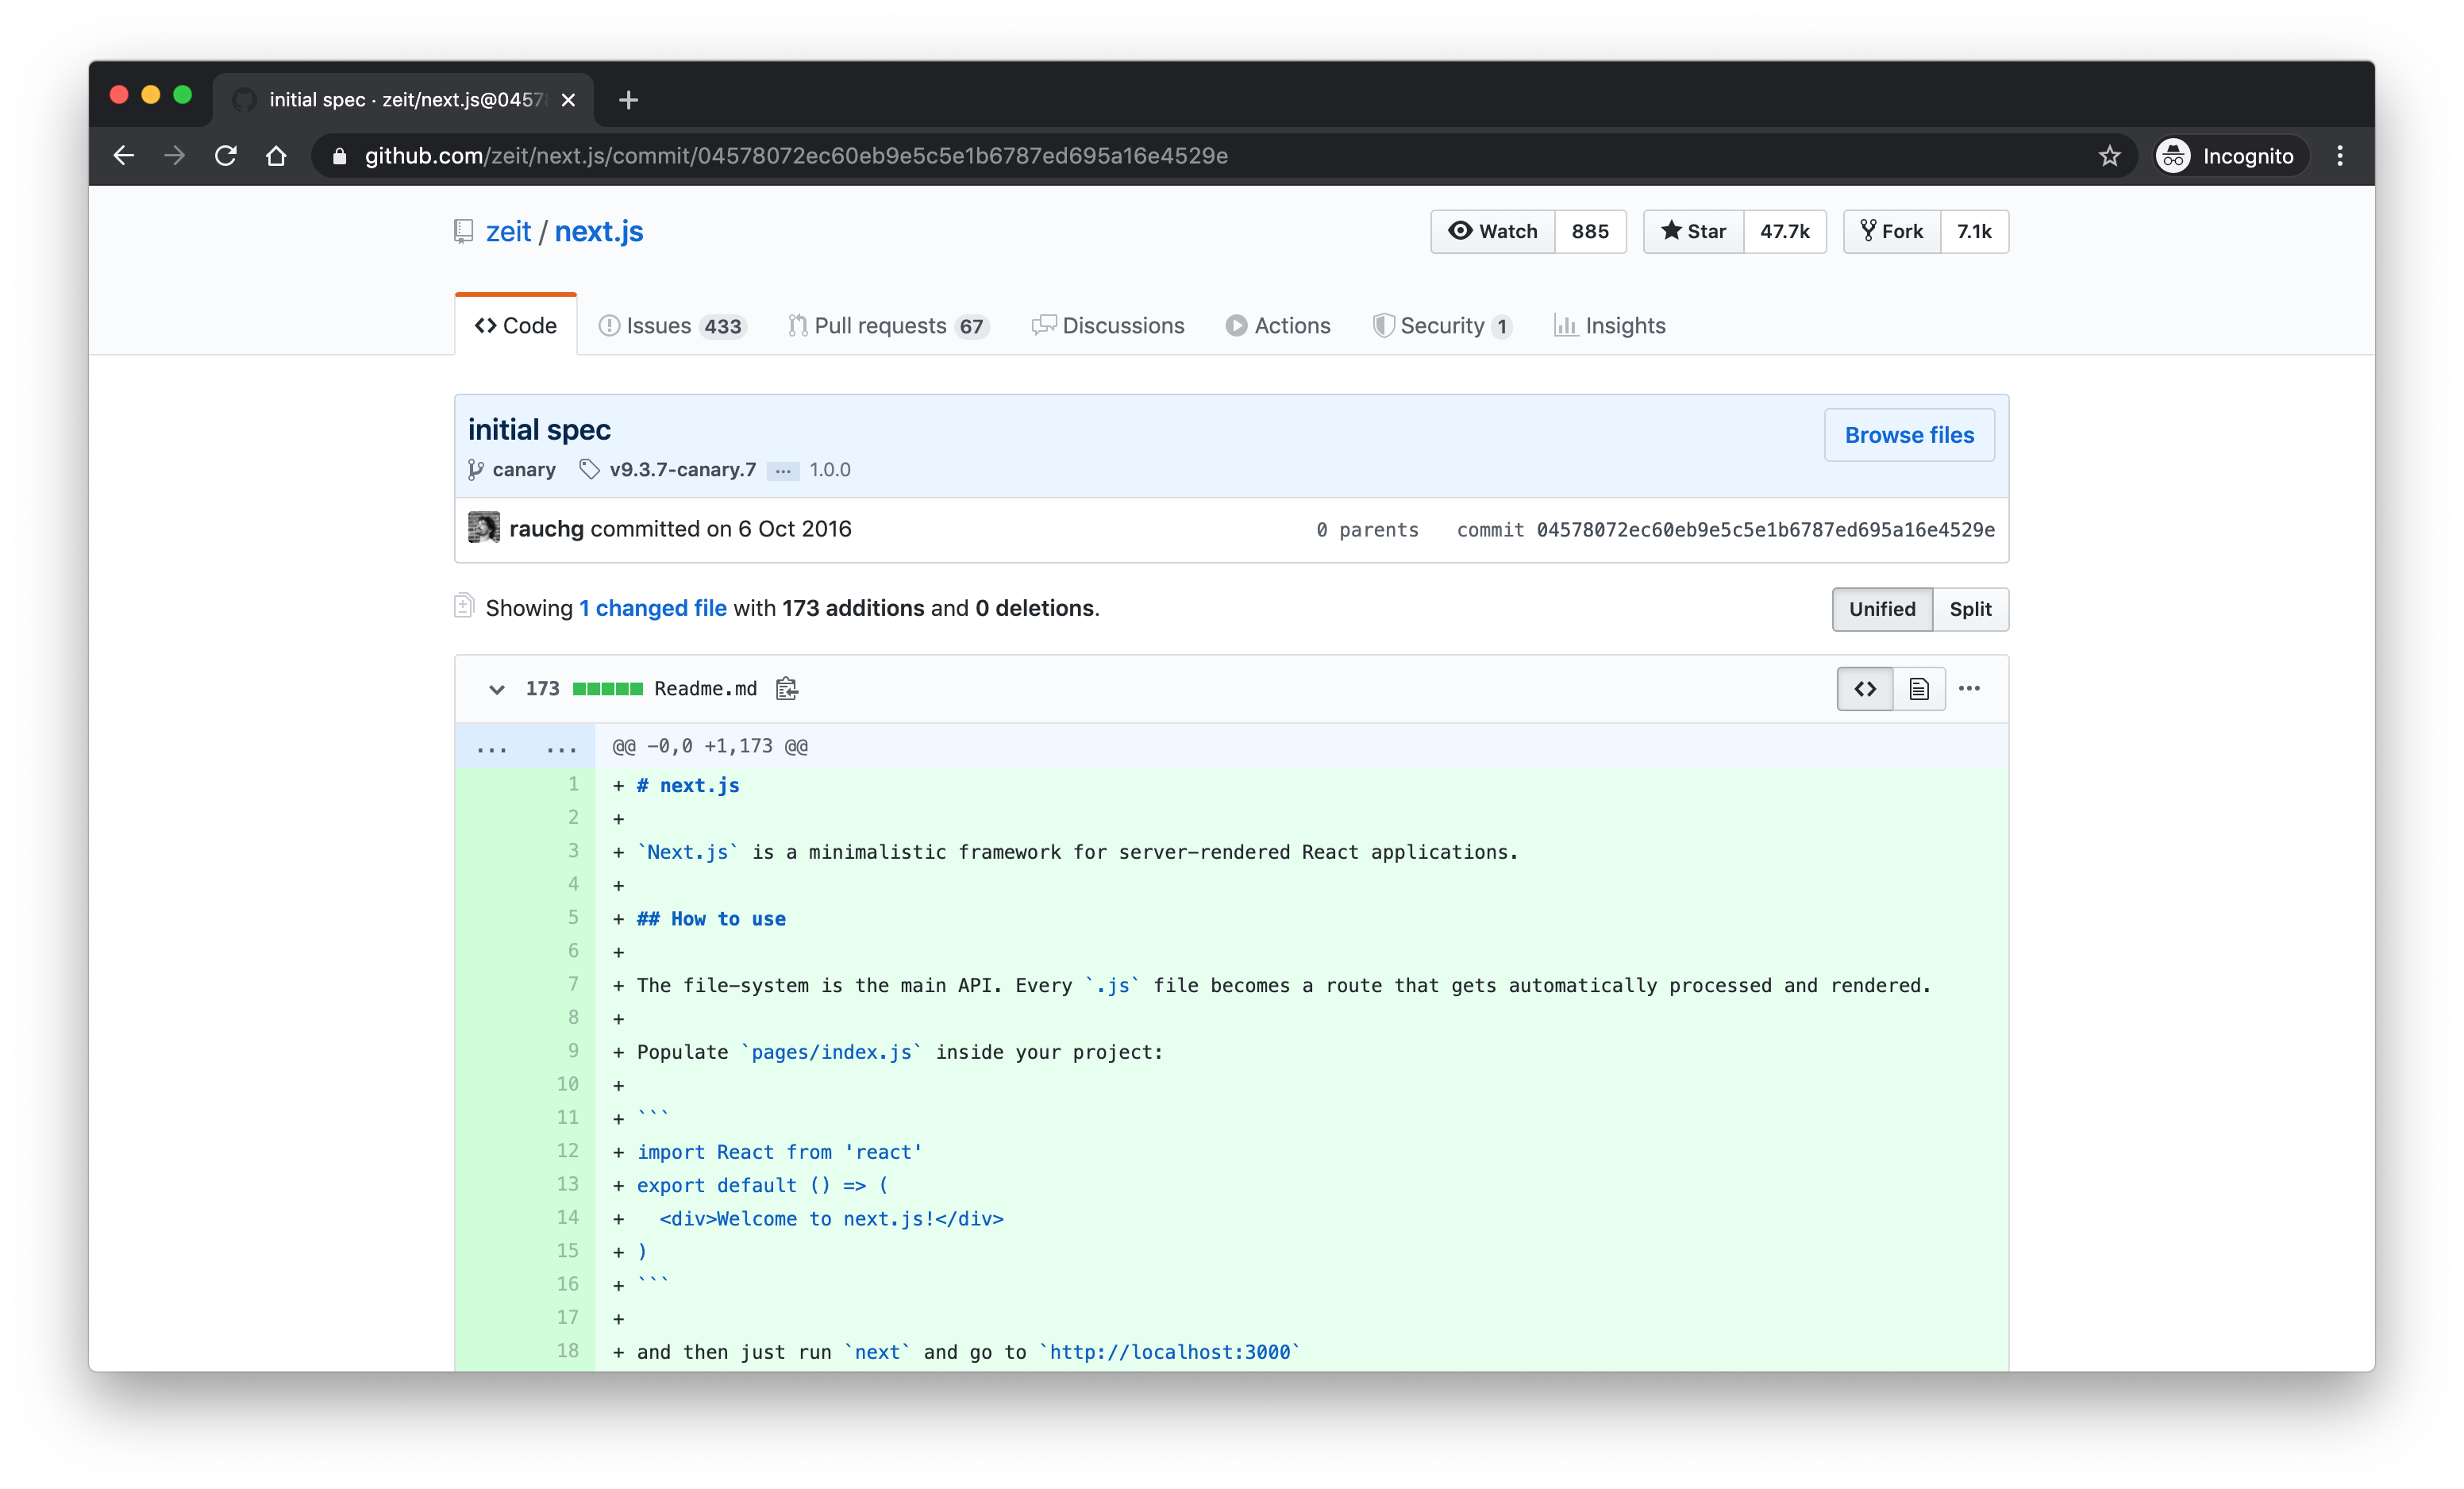 initial spec · zeit/next.js@0457
github.com/zeit/next.js/commit/04578072ec60eb9e5c5e1b6787ed695a16e4529e
Incognito
zeit / next.js
Watch 885 Star 47.7k Fork 7.1k
Code Issues 433 Pull requests 67 Discussions Actions Security 1 Insights
initial spec
Browse files
canary v9.3.7-canary.7 ... 1.0.0
rauchg committed on 6 Oct 2016 0 parents commit 04578072ec60eb9e5c5e1b6787ed695a16e4529e
Showing 1 changed file with 173 additions and 0 deletions.
Unified Split
173 Readme.md
... ... @@ -0,0 +1,173 @@
1 + # next.js
2 +
3 + `Next.js` is a minimalistic framework for server-rendered React applications.
4 +
5 + ## How to use
6 +
7 + The file-system is the main API. Every `.js` file becomes a route that gets automatically processed and rendered.
8 +
9 + Populate `pages/index.js` inside your project:
10 +
11 + ```
12 + import React from 'react'
13 + export default () => (
14 +   <div>Welcome to next.js!</div>
15 + )
16 + ```
17 +
18 + and then just run `next` and go to `http://localhost:3000`